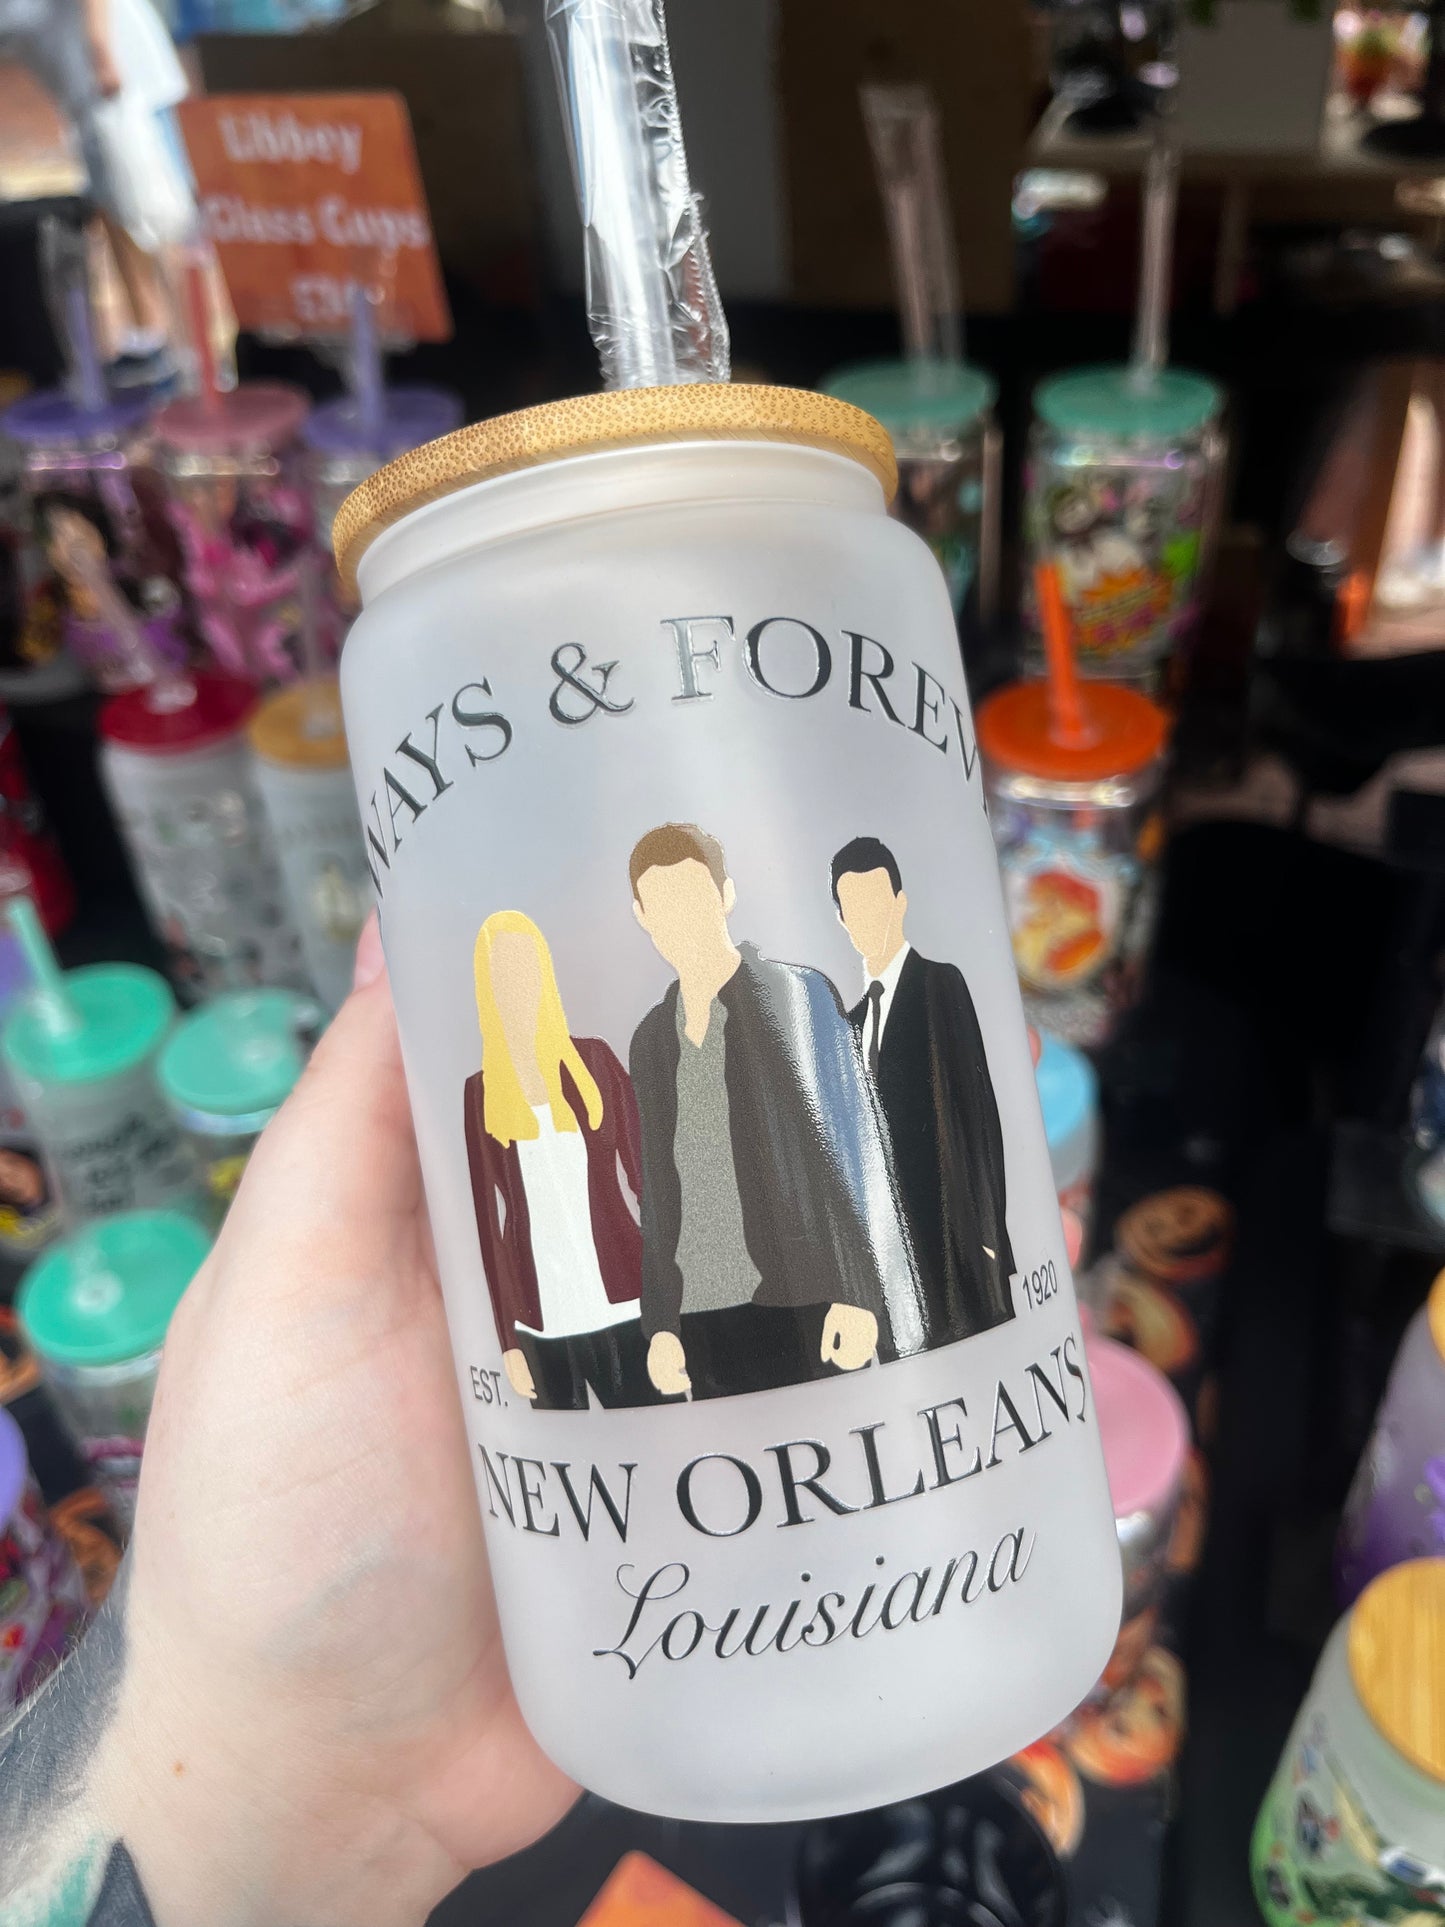 Libbey
Glass Cups
WAYS & FOREV
EST.
1920
NEW ORLEANS
Louisiana